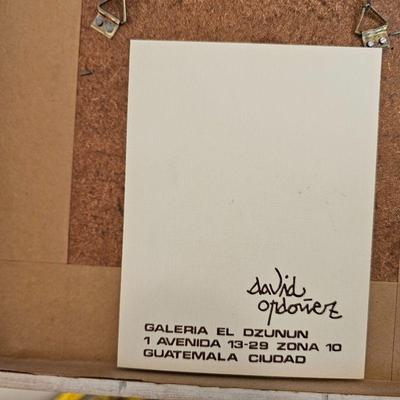 david
ordoñez
GALERIA EL DZUNUN
1 AVENIDA 13-29 ZONA 10
GUATEMALA CIUDAD